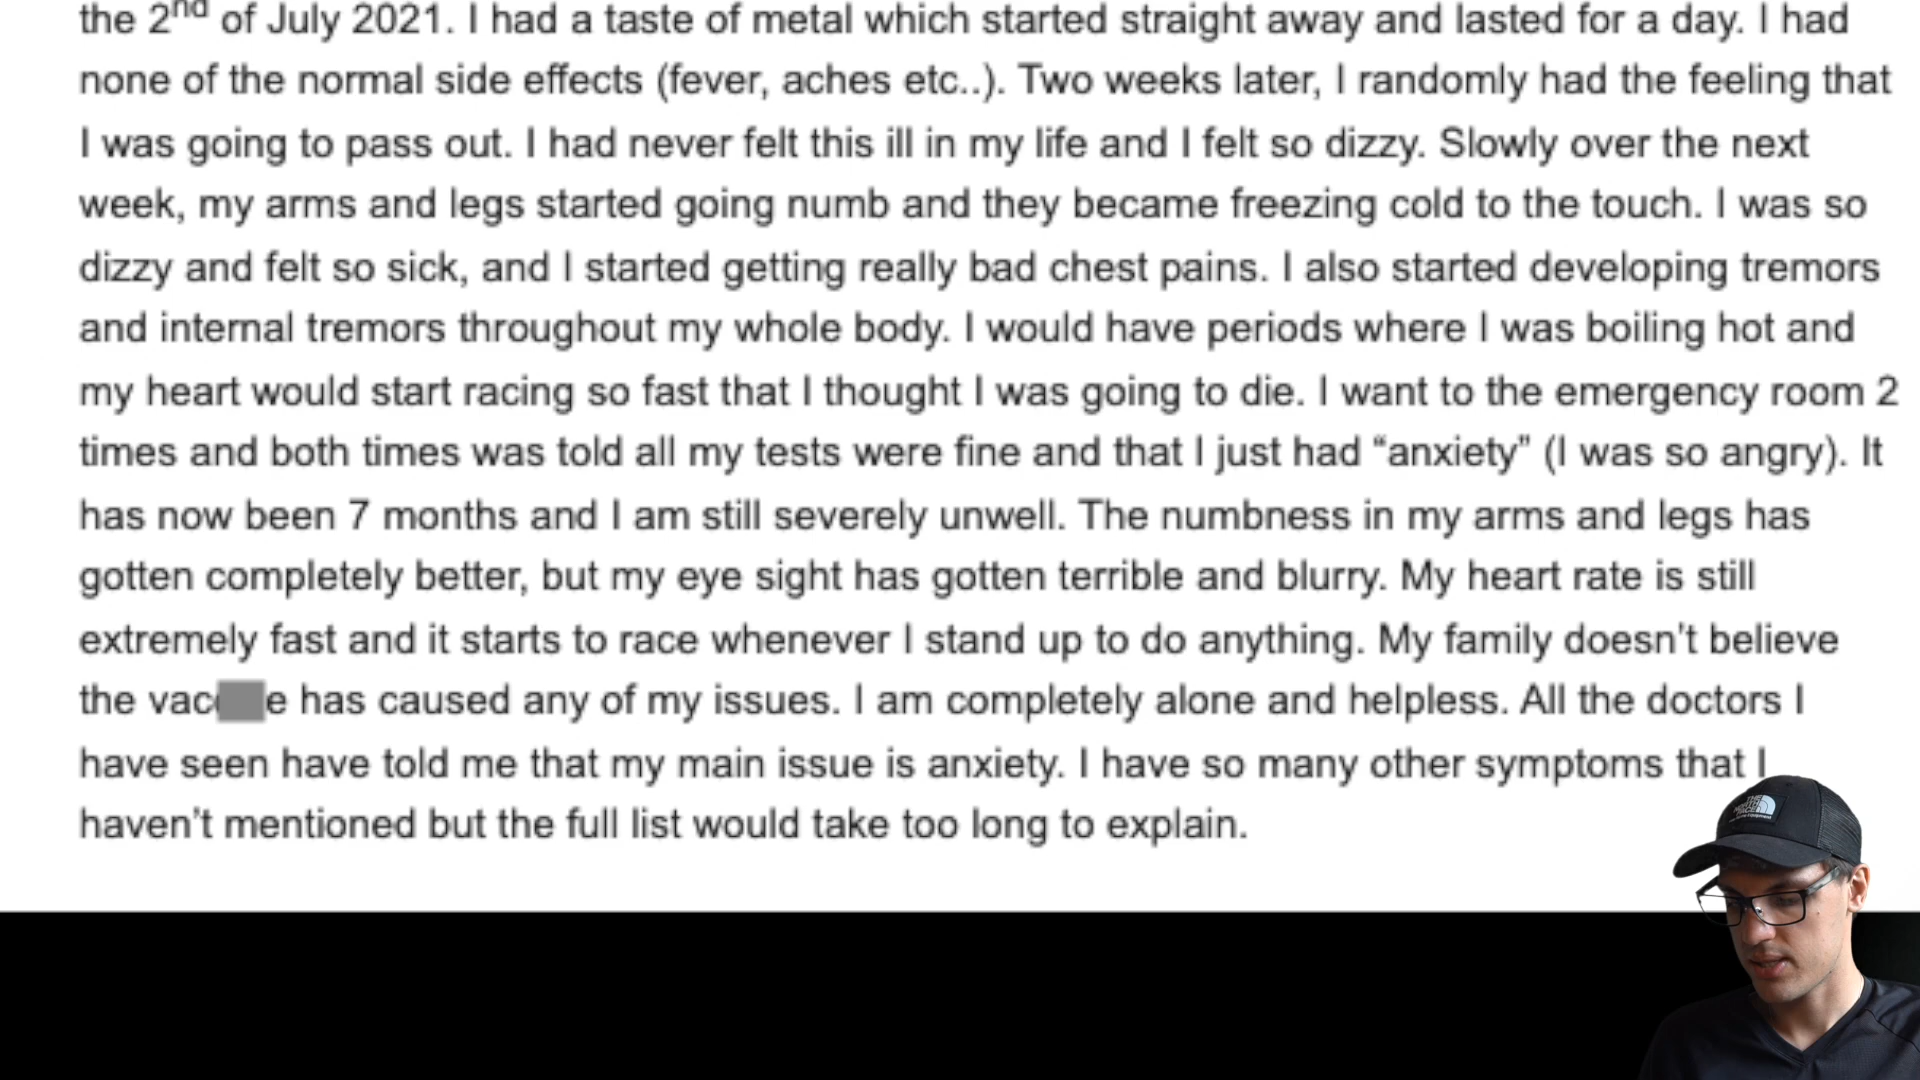 the 2nd of July 2021. I had a taste of metal which started straight away and lasted for a day. I had
none of the normal side effects (fever, aches etc..). Two weeks later, I randomly had the feeling that
I was going to pass out. I had never felt this ill in my life and I felt so dizzy. Slowly over the next
week, my arms and legs started going numb and they became freezing cold to the touch. I was so
dizzy and felt so sick, and I started getting really bad chest pains. I also started developing tremors
and internal tremors throughout my whole body. I would have periods where I was boiling hot and
my heart would start racing so fast that I thought I was going to die. I want to the emergency room 2
times and both times was told all my tests were fine and that I just had “anxiety” (I was so angry). It
has now been 7 months and I am still severely unwell. The numbness in my arms and legs has
gotten completely better, but my eye sight has gotten terrible and blurry. My heart rate is still
extremely fast and it starts to race whenever I stand up to do anything. My family doesn’t believe
the vac e has caused any of my issues. I am completely alone and helpless. All the doctors I
have seen have told me that my main issue is anxiety. I have so many other symptoms that I
haven’t mentioned but the full list would take too long to explain.
THE NORTH FACE